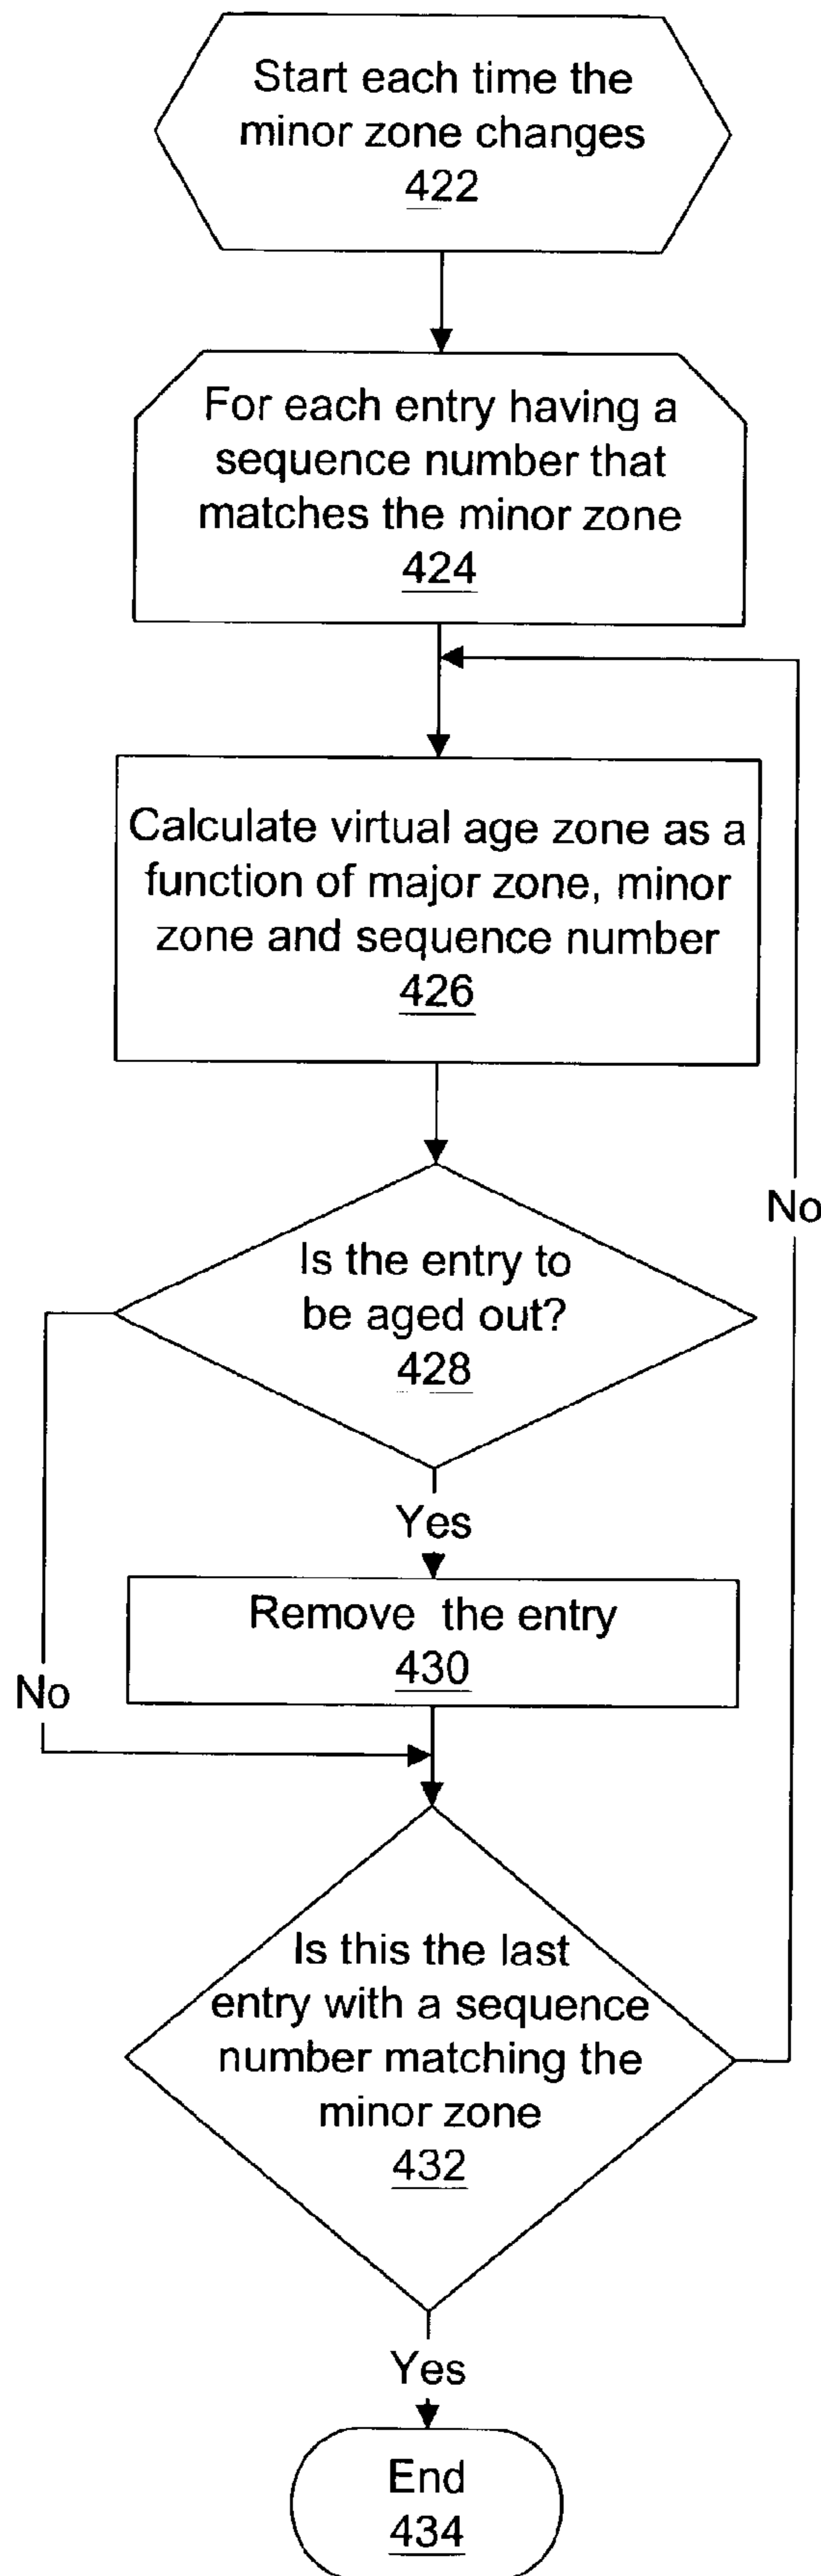 Start each time the
minor zone changes
422
For each entry having a
sequence number that
matches the minor zone
424
Calculate virtual age zone as a
function of major zone, minor
zone and sequence number
426
No
Is the entry to
be aged out?
428
Yes
Remove the entry
430
No
Is this the last
entry with a sequence
number matching the
minor zone
432
Yes
End
434